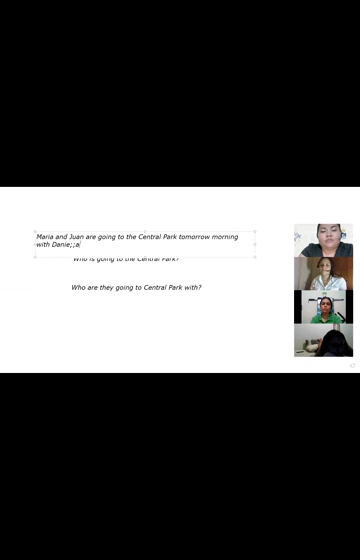 Maria and Juan are going to the Central Park tomorrow morning
with Danie;;a
Who is going to the Central Park?
Who are they going to Central Park with?